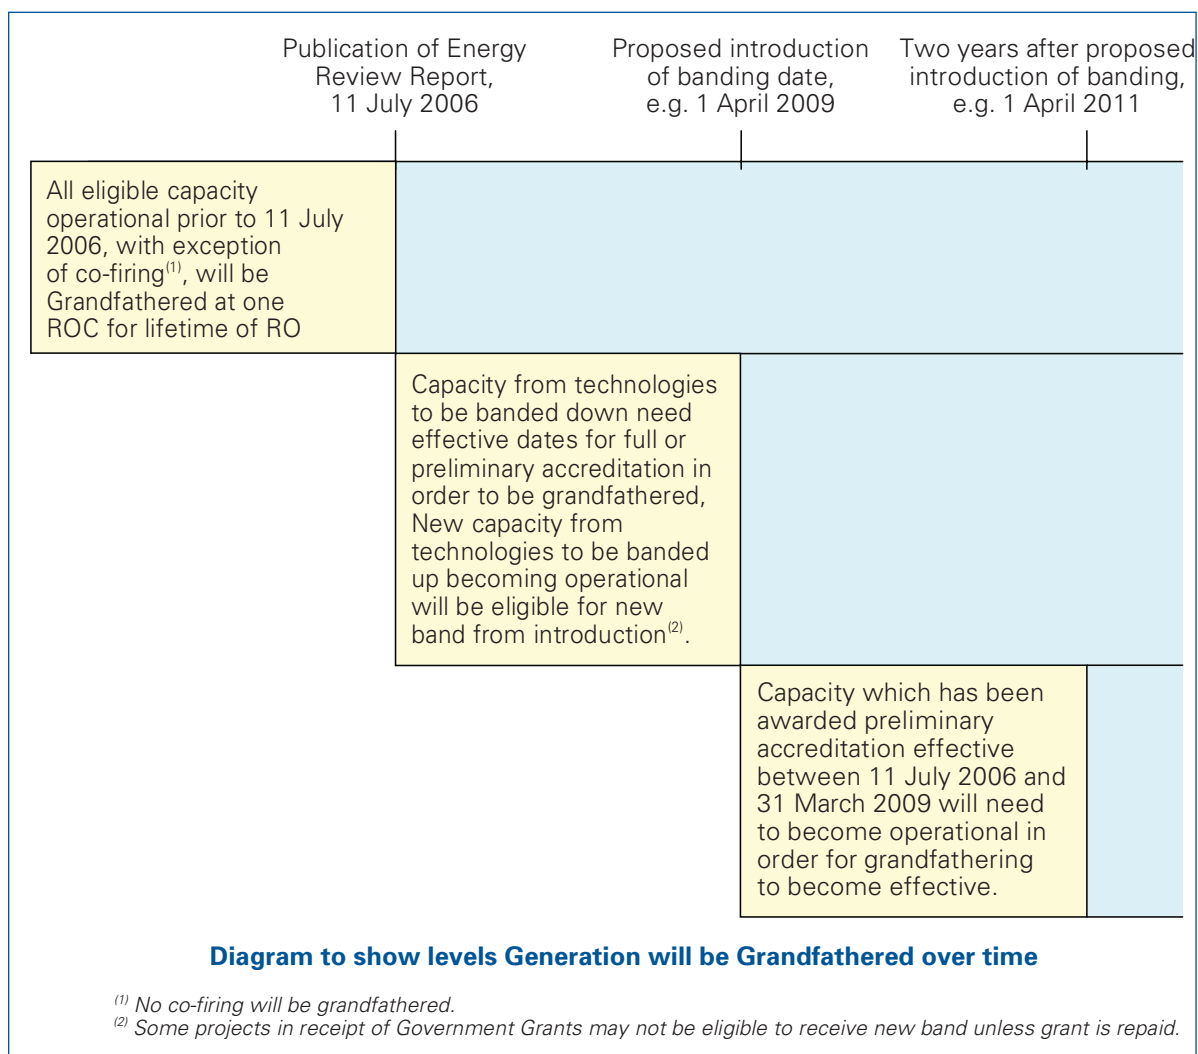 Publication of Energy
Review Report,
11 July 2006
Proposed introduction
of banding date,
e.g. 1 April 2009
Two years after proposed
introduction of banding,
e.g. 1 April 2011
All eligible capacity
operational prior to 11 July
2006, with exception
of co-firing(1), will be
Grandfathered at one
ROC for lifetime of RO
Capacity from technologies
to be banded down need
effective dates for full or
preliminary accreditation in
order to be grandfathered,
New capacity from
technologies to be banded
up becoming operational
will be eligible for new
band from introduction(2).
Capacity which has been
awarded preliminary
accreditation effective
between 11 July 2006 and
31 March 2009 will need
to become operational in
order for grandfathering
to become effective.
Diagram to show levels Generation will be Grandfathered over time
(1) No co-firing will be grandfathered.
(2) Some projects in receipt of Government Grants may not be eligible to receive new band unless grant is repaid.